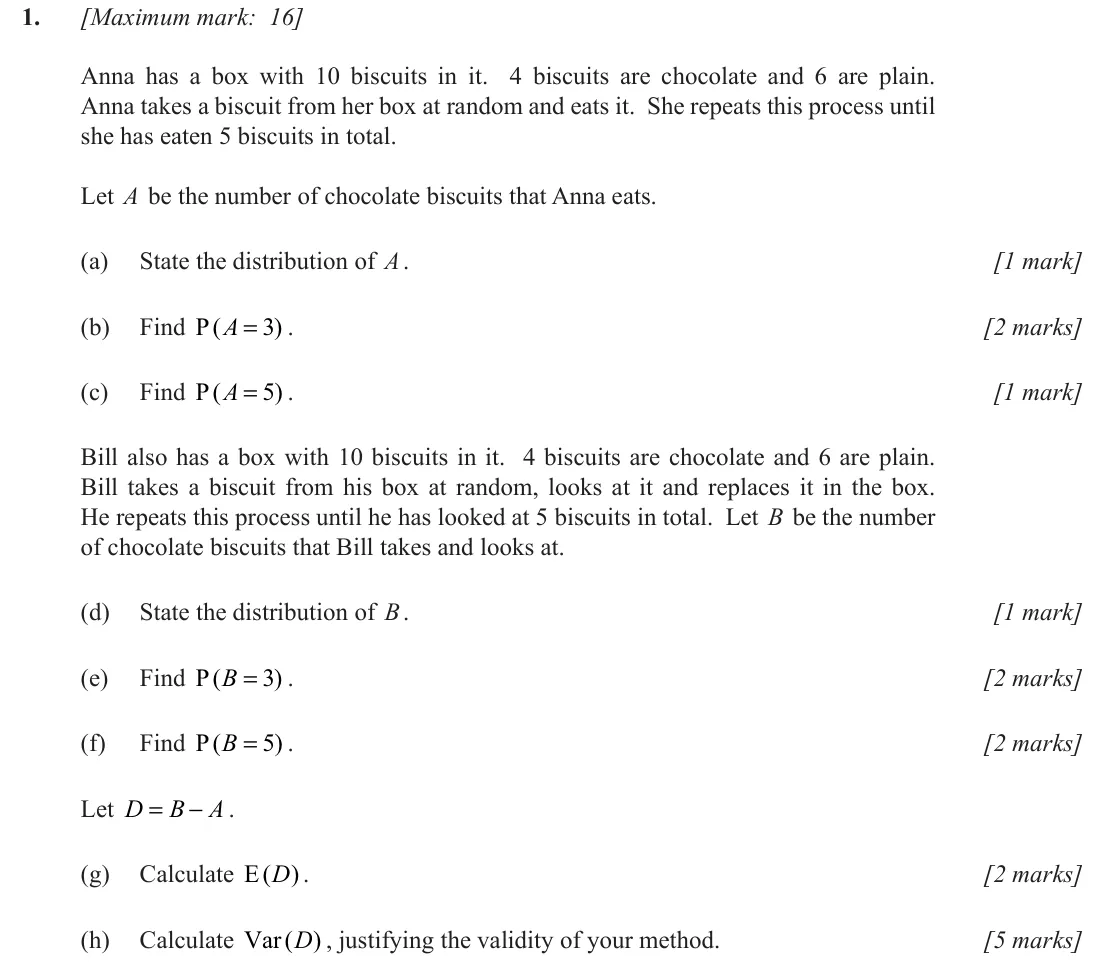 1. [Maximum mark: 16]
Anna has a box with 10 biscuits in it. 4 biscuits are chocolate and 6 are plain.
Anna takes a biscuit from her box at random and eats it. She repeats this process until
she has eaten 5 biscuits in total.
Let A be the number of chocolate biscuits that Anna eats.
(a) State the distribution of A. [1 mark]
(b) Find P(A=3). [2 marks]
(c) Find P(A=5). [1 mark]
Bill also has a box with 10 biscuits in it. 4 biscuits are chocolate and 6 are plain.
Bill takes a biscuit from his box at random, looks at it and replaces it in the box.
He repeats this process until he has looked at 5 biscuits in total. Let B be the number
of chocolate biscuits that Bill takes and looks at.
(d) State the distribution of B. [1 mark]
(e) Find P(B=3). [2 marks]
(f) Find P(B=5). [2 marks]
Let D=B−A.
(g) Calculate E(D). [2 marks]
(h) Calculate Var(D), justifying the validity of your method. [5 marks]